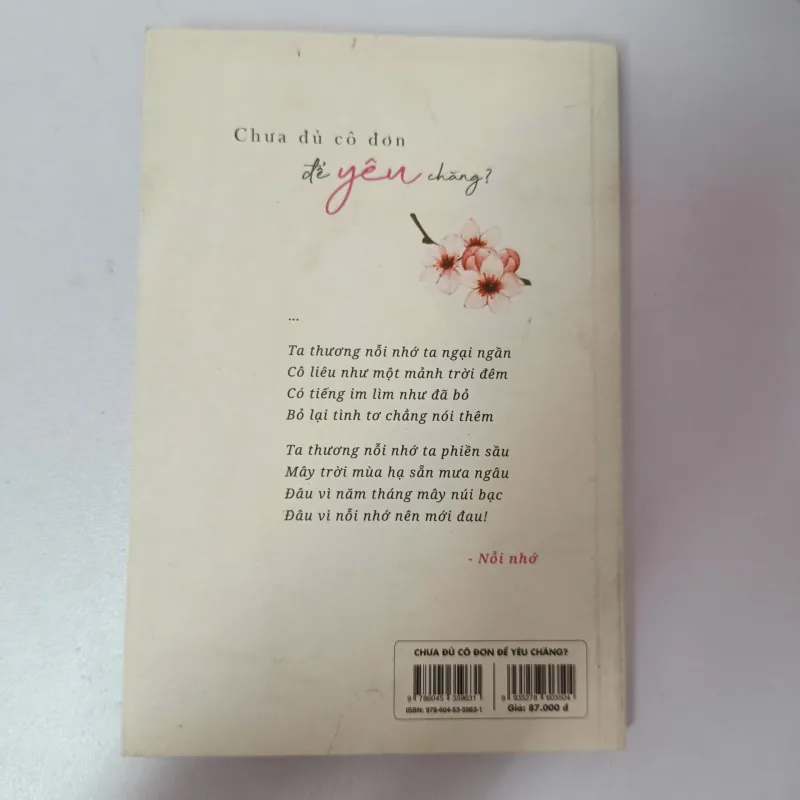 Chưa đủ cô đơn
để yêu chăng?
...
Ta thương nỗi nhớ ta ngại ngần
Cô liêu như một mảnh trời đêm
Có tiếng im lìm như đã bỏ
Bỏ lại tình tơ chẳng nói thêm
Ta thương nỗi nhớ ta phiền sầu
Mây trời mùa hạ sẵn mưa ngâu
Đâu vì năm tháng mây núi bạc
Đâu vì nỗi nhớ nên mới đau!
- Nỗi nhớ
CHƯA ĐỦ CÔ ĐƠN ĐỂ YÊU CHĂNG?
Giá: 87.000 đ